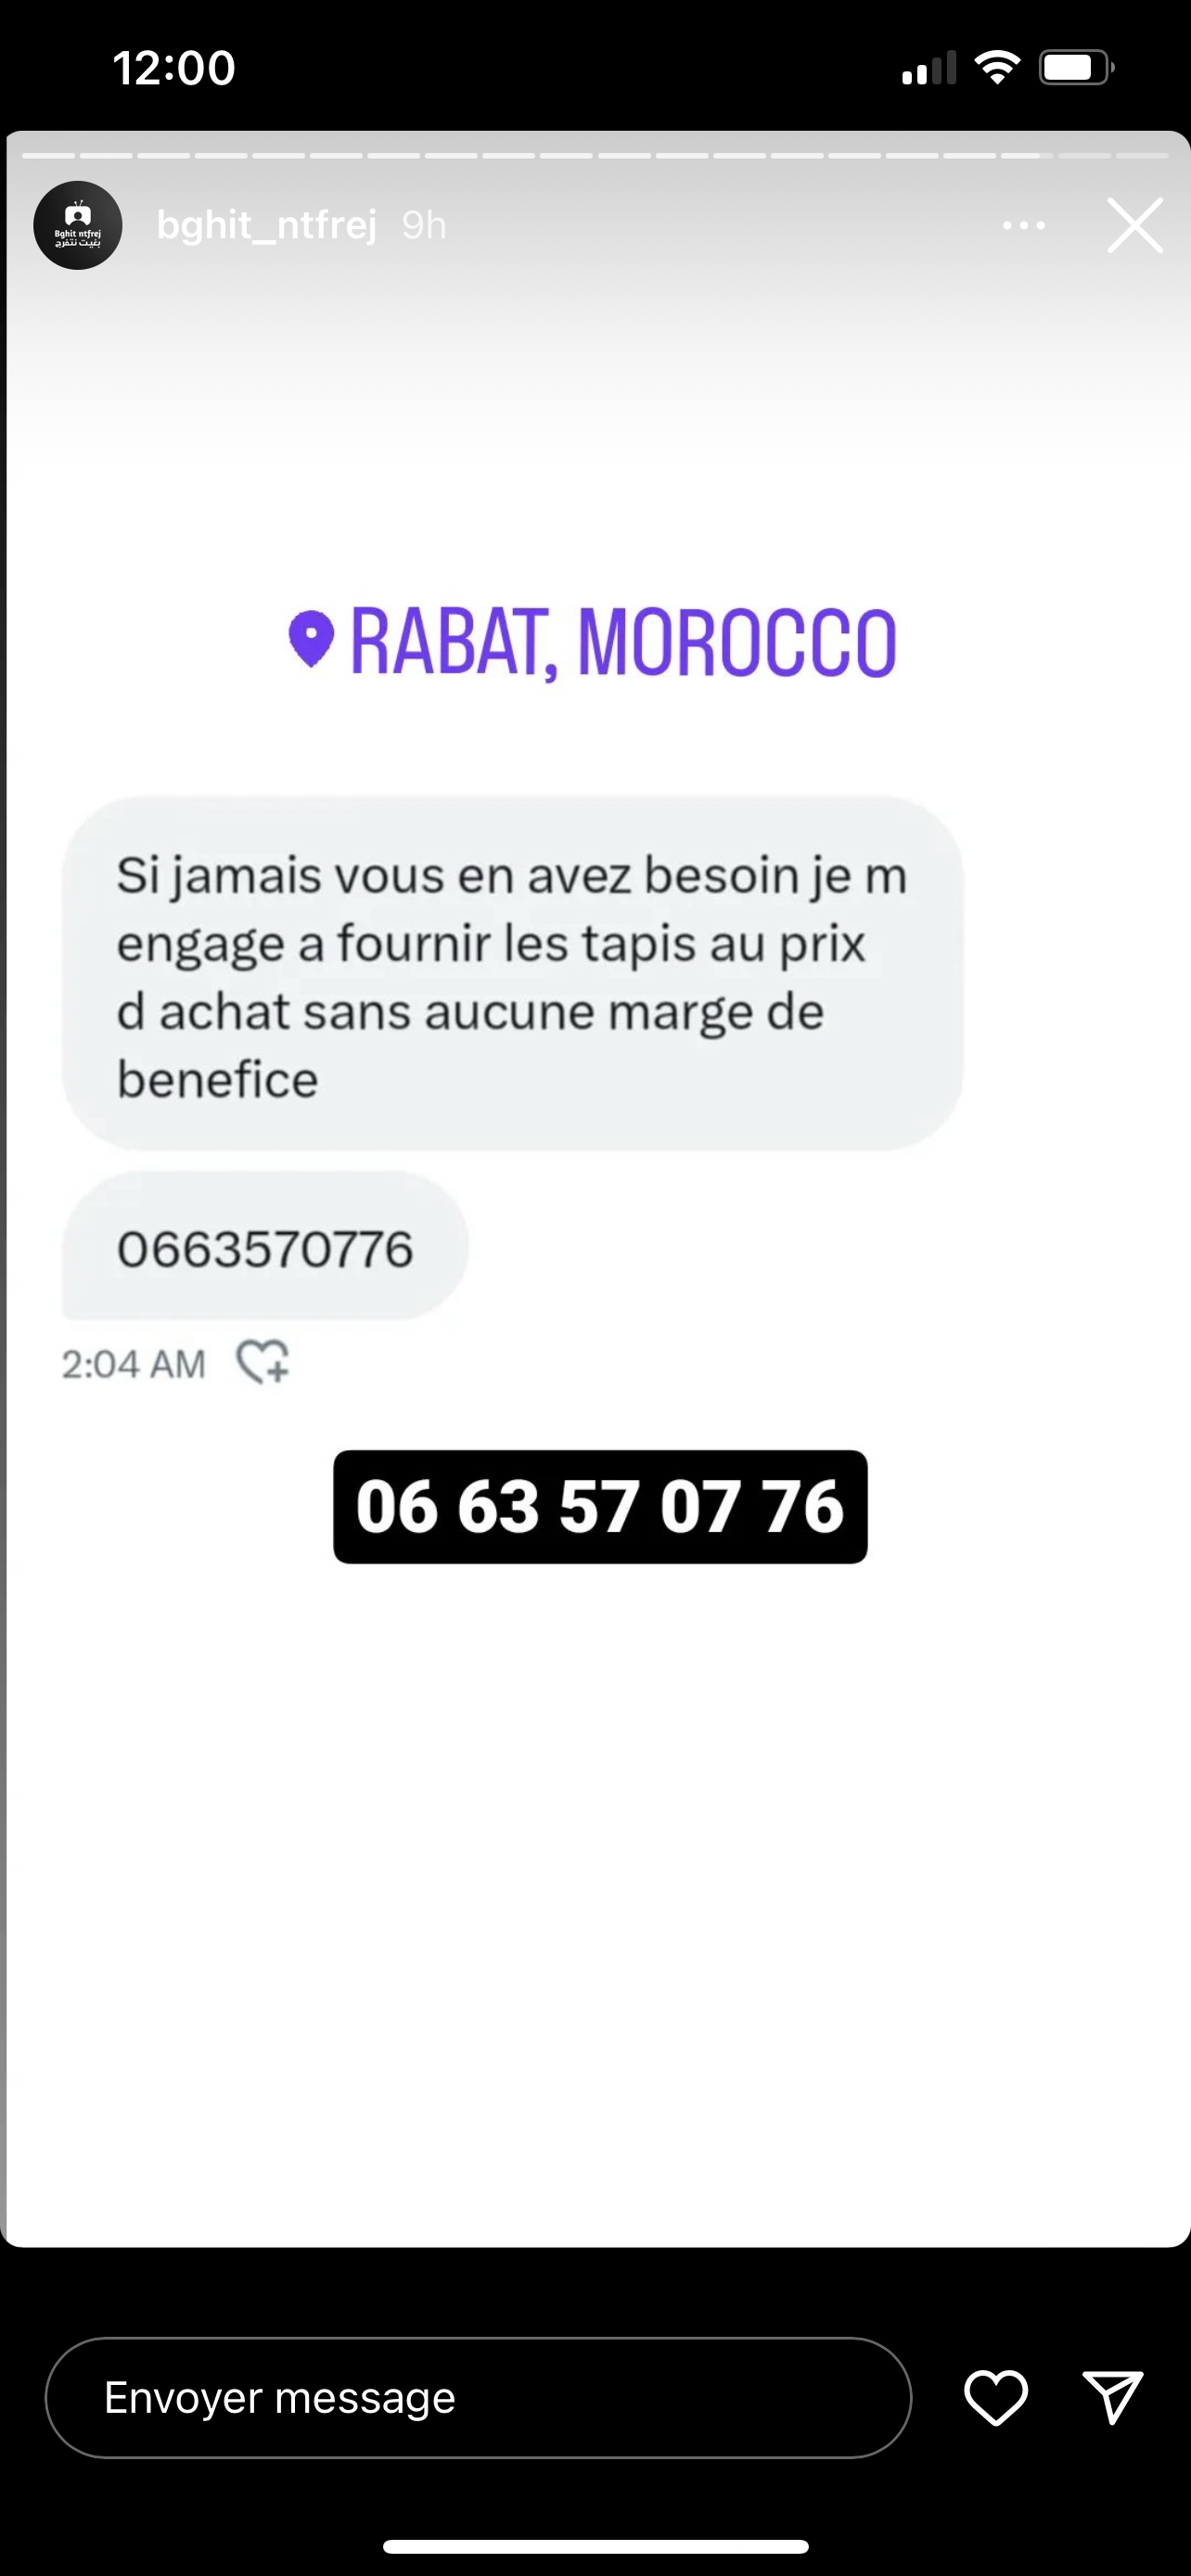 12:00
Bghit ntfrej
بغيت نتفرج
bghit_ntfrej 9h
RABAT, MOROCCO
Si jamais vous en avez besoin je m
engage a fournir les tapis au prix
d achat sans aucune marge de
benefice
0663570776
2:04 AM
06 63 57 07 76
Envoyer message